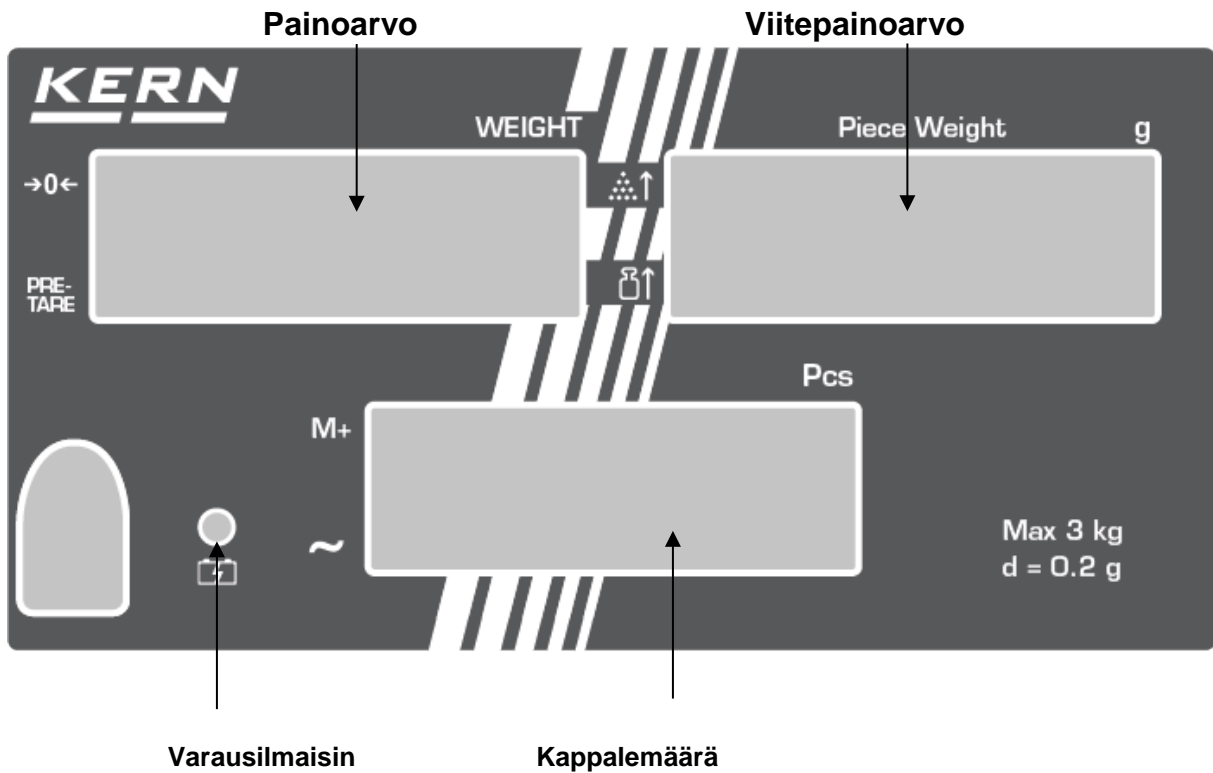 Painoarvo Viitepainoarvo
KERN
WEIGHT Piece Weight g
→0←
PRE-
TARE
Pcs
M+
~
Max 3 kg
d = 0.2 g
Varausilmaisin Kappalemäärä